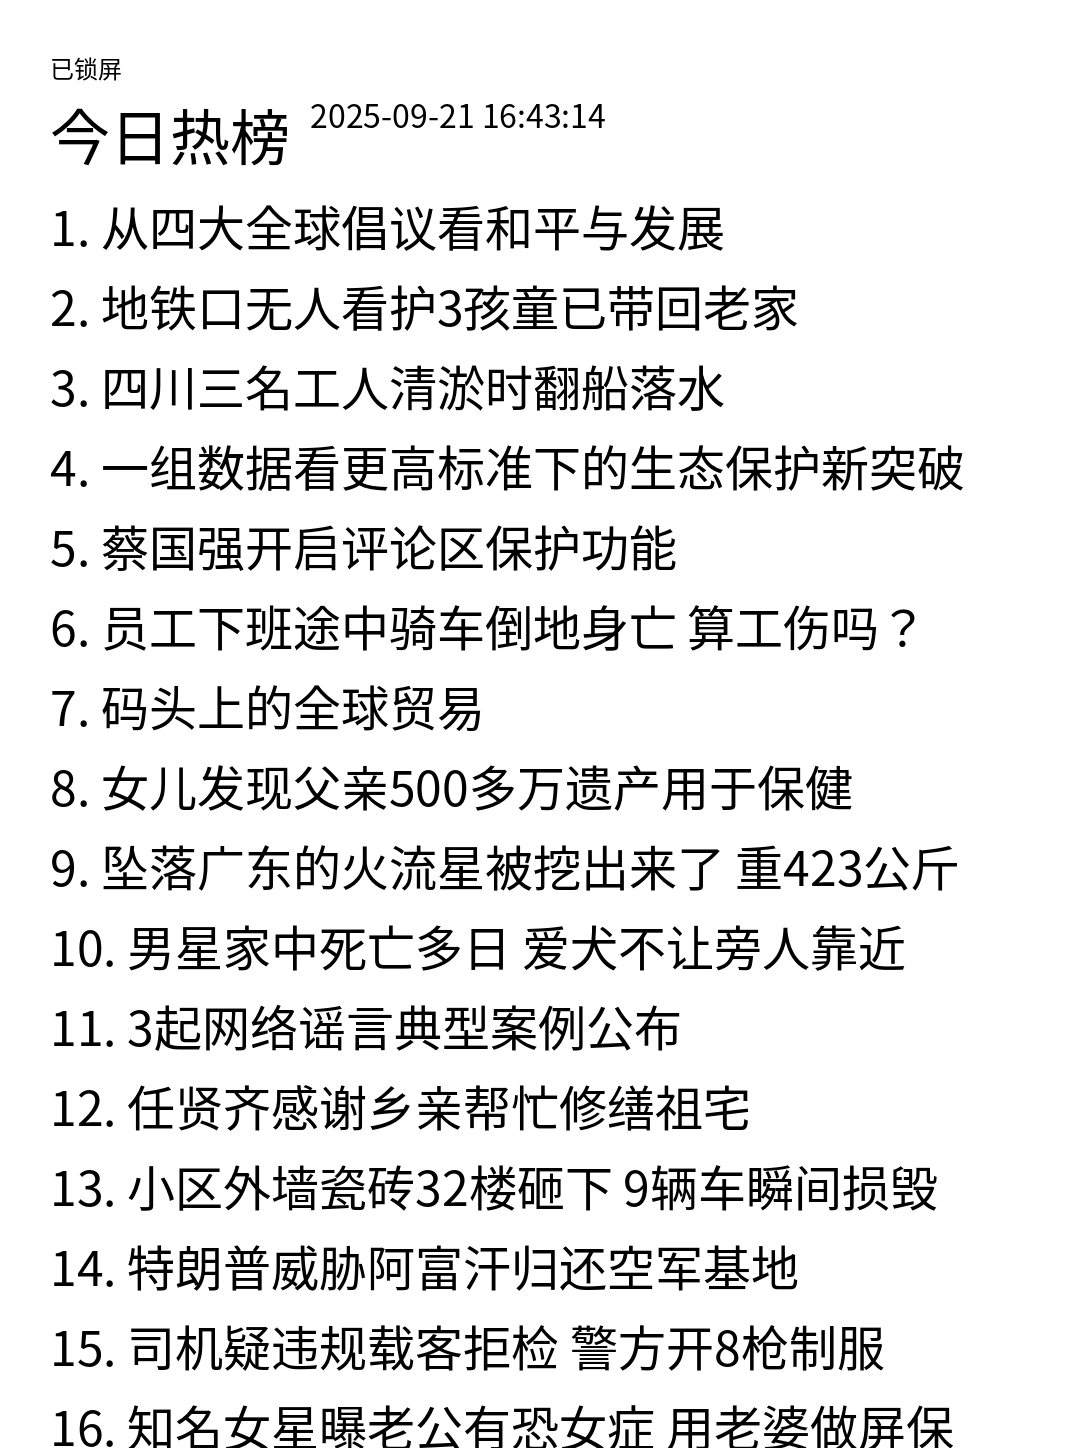 已锁屏
今日热榜 2025-09-21 16:43:14
1. 从四大全球倡议看和平与发展
2. 地铁口无人看护3孩童已带回老家
3. 四川三名工人清淤时翻船落水
4. 一组数据看更高标准下的生态保护新突破
5. 蔡国强开启评论区保护功能
6. 员工下班途中骑车倒地身亡 算工伤吗？
7. 码头上的全球贸易
8. 女儿发现父亲500多万遗产用于保健
9. 坠落广东的火流星被挖出来了 重423公斤
10. 男星家中死亡多日 爱犬不让旁人靠近
11. 3起网络谣言典型案例公布
12. 任贤齐感谢乡亲帮忙修缮祖宅
13. 小区外墙瓷砖32楼砸下 9辆车瞬间损毁
14. 特朗普威胁阿富汗归还空军基地
15. 司机疑违规载客拒检 警方开8枪制服
16. 知名女星曝老公有恐女症 用老婆做屏保